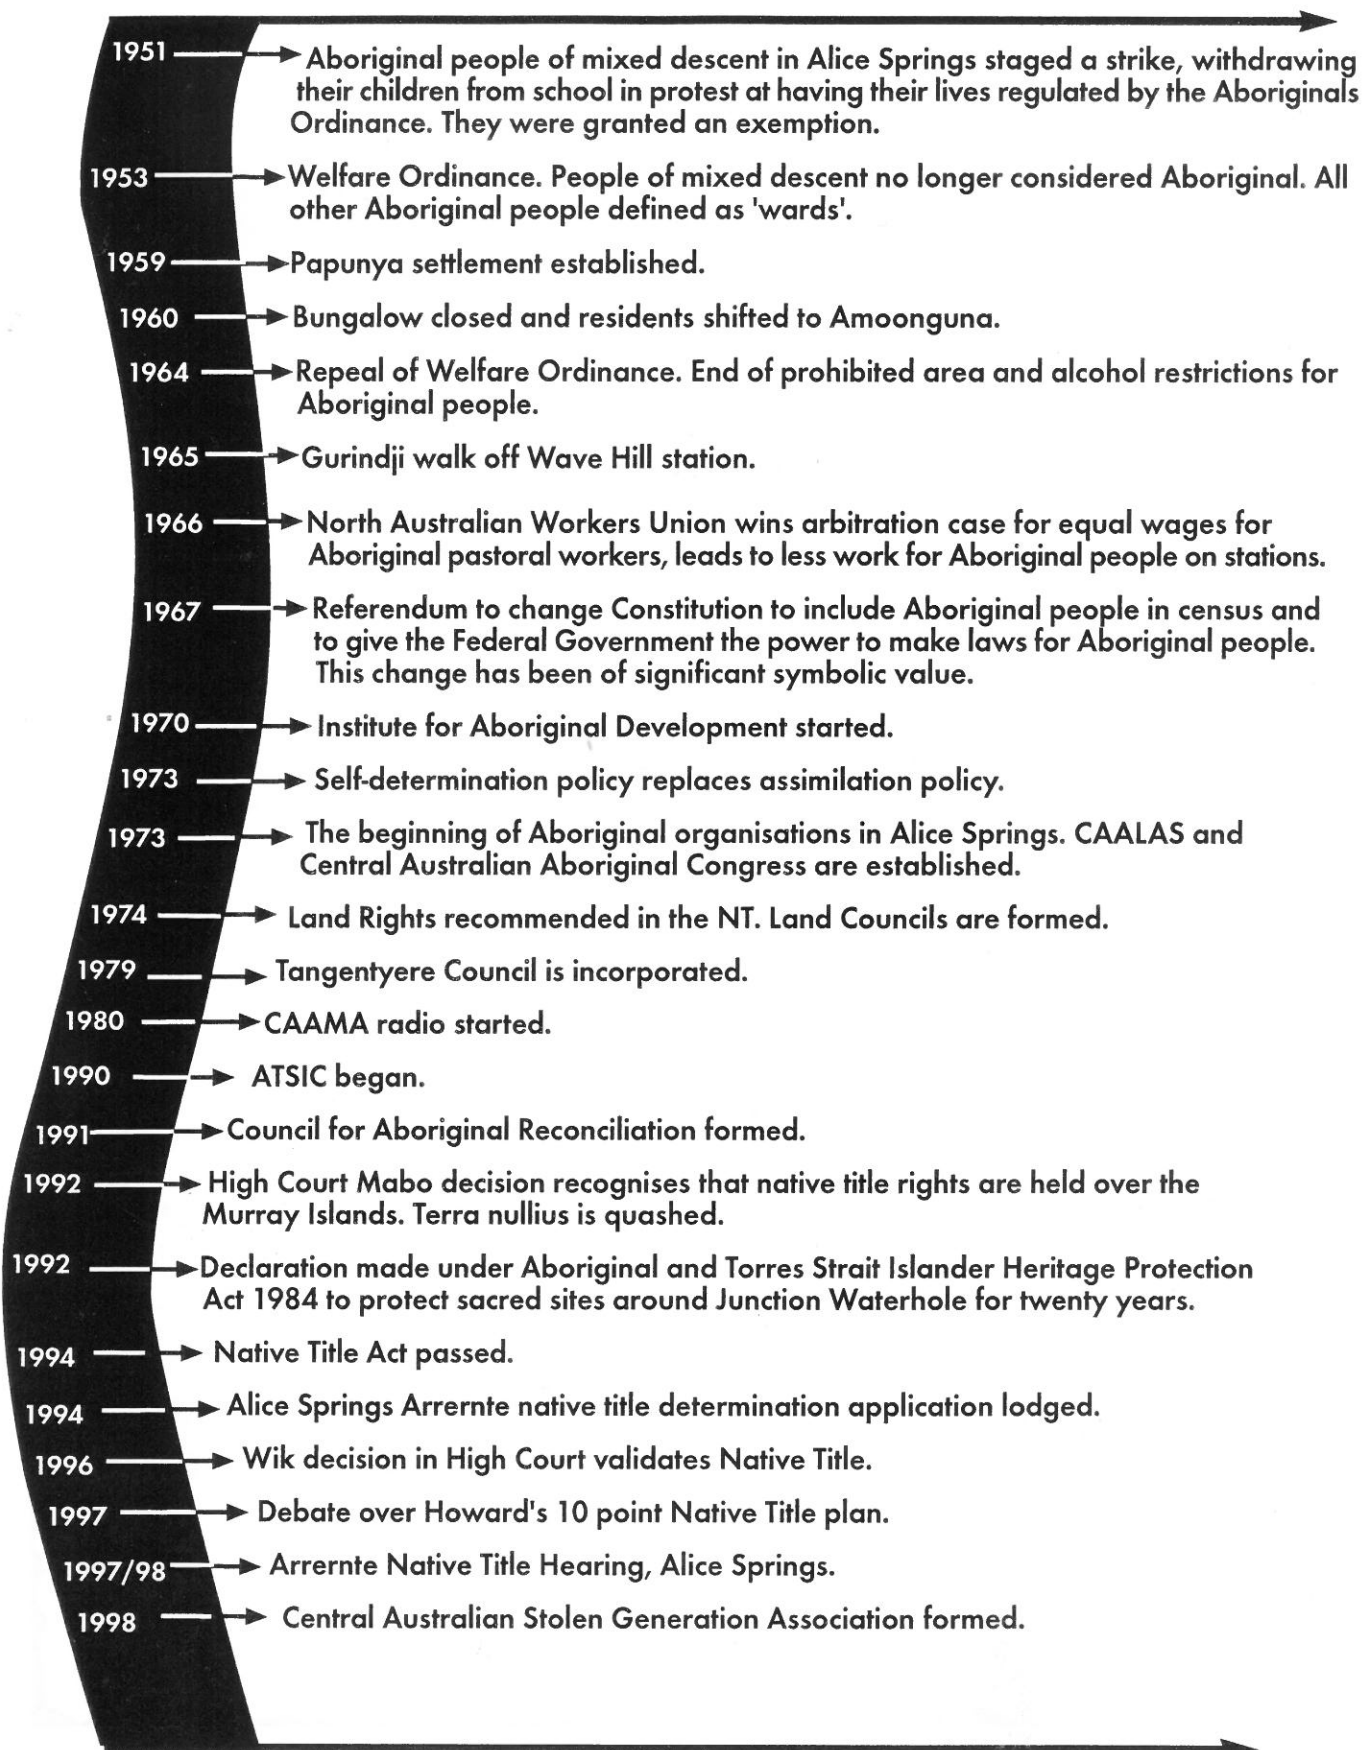 1951 Aboriginal people of mixed descent in Alice Springs staged a strike, withdrawing
their children from school in protest at having their lives regulated by the Aboriginals
Ordinance. They were granted an exemption.
1953 Welfare Ordinance. People of mixed descent no longer considered Aboriginal. All
other Aboriginal people defined as 'wards'.
1959 Papunya settlement established.
1960 Bungalow closed and residents shifted to Amoonguna.
1964 Repeal of Welfare Ordinance. End of prohibited area and alcohol restrictions for
Aboriginal people.
1965 Gurindji walk off Wave Hill station.
1966 North Australian Workers Union wins arbitration case for equal wages for
Aboriginal pastoral workers, leads to less work for Aboriginal people on stations.
1967 Referendum to change Constitution to include Aboriginal people in census and
to give the Federal Government the power to make laws for Aboriginal people.
This change has been of significant symbolic value.
1970 Institute for Aboriginal Development started.
1973 Self-determination policy replaces assimilation policy.
1973 The beginning of Aboriginal organisations in Alice Springs. CAALAS and
Central Australian Aboriginal Congress are established.
1974 Land Rights recommended in the NT. Land Councils are formed.
1979 Tangentyere Council is incorporated.
1980 CAAMA radio started.
1990 ATSIC began.
1991 Council for Aboriginal Reconciliation formed.
1992 High Court Mabo decision recognises that native title rights are held over the
Murray Islands. Terra nullius is quashed.
1992 Declaration made under Aboriginal and Torres Strait Islander Heritage Protection
Act 1984 to protect sacred sites around Junction Waterhole for twenty years.
1994 Native Title Act passed.
1994 Alice Springs Arrernte native title determination application lodged.
1996 Wik decision in High Court validates Native Title.
1997 Debate over Howard's 10 point Native Title plan.
1997/98 Arrernte Native Title Hearing, Alice Springs.
1998 Central Australian Stolen Generation Association formed.